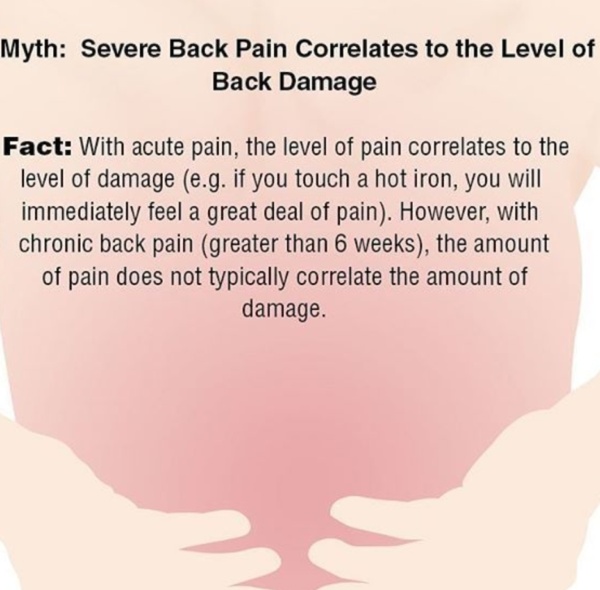 Myth:  Severe Back Pain Correlates to the Level of
Back Damage
Fact: With acute pain, the level of pain correlates to the
level of damage (e.g. if you touch a hot iron, you will
immediately feel a great deal of pain). However, with
chronic back pain (greater than 6 weeks), the amount
of pain does not typically correlate the amount of
damage.